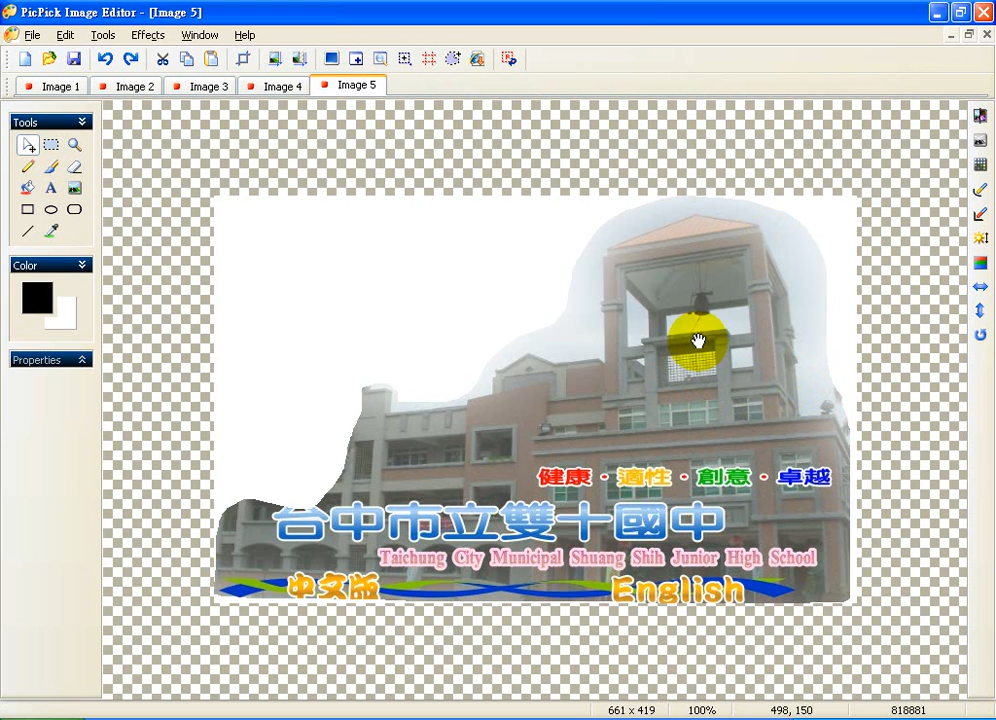 PicPick Image Editor - [Image 5]
File Edit Tools Effects Window Help
Image 1 Image 2 Image 3 Image 4 Image 5
Tools
A
Color
Properties
健康·適性·創意·卓越
台中市立雙十國中
Taichung City Municipal Shuang Shih Junior High School
中文版 English
661 x 419 100% 498, 150 818881